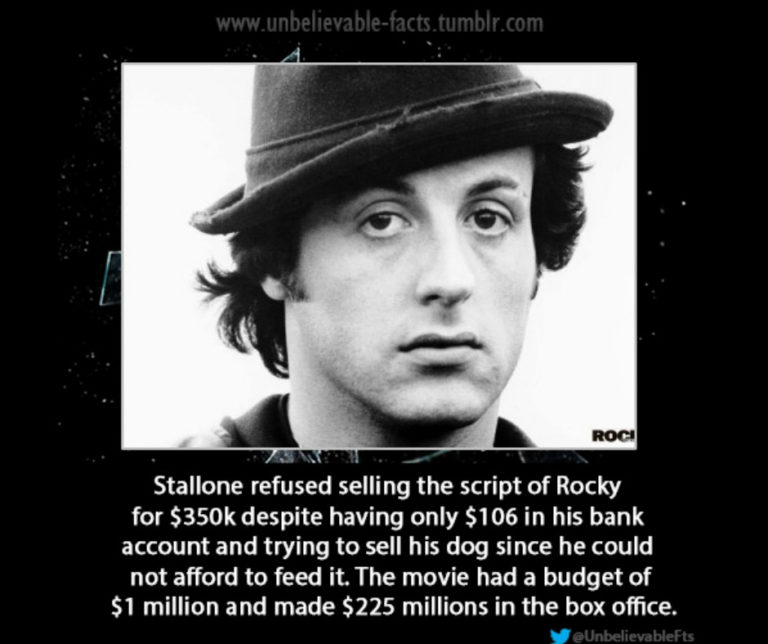 www.unbelievable-facts.tumblr.com
ROC
Stallone refused selling the script of Rocky
for $350k despite having only $106 in his bank
account and trying to sell his dog since he could
not afford to feed it. The movie had a budget of
$1 million and made $225 millions in the box office.
@UnbelievableFts